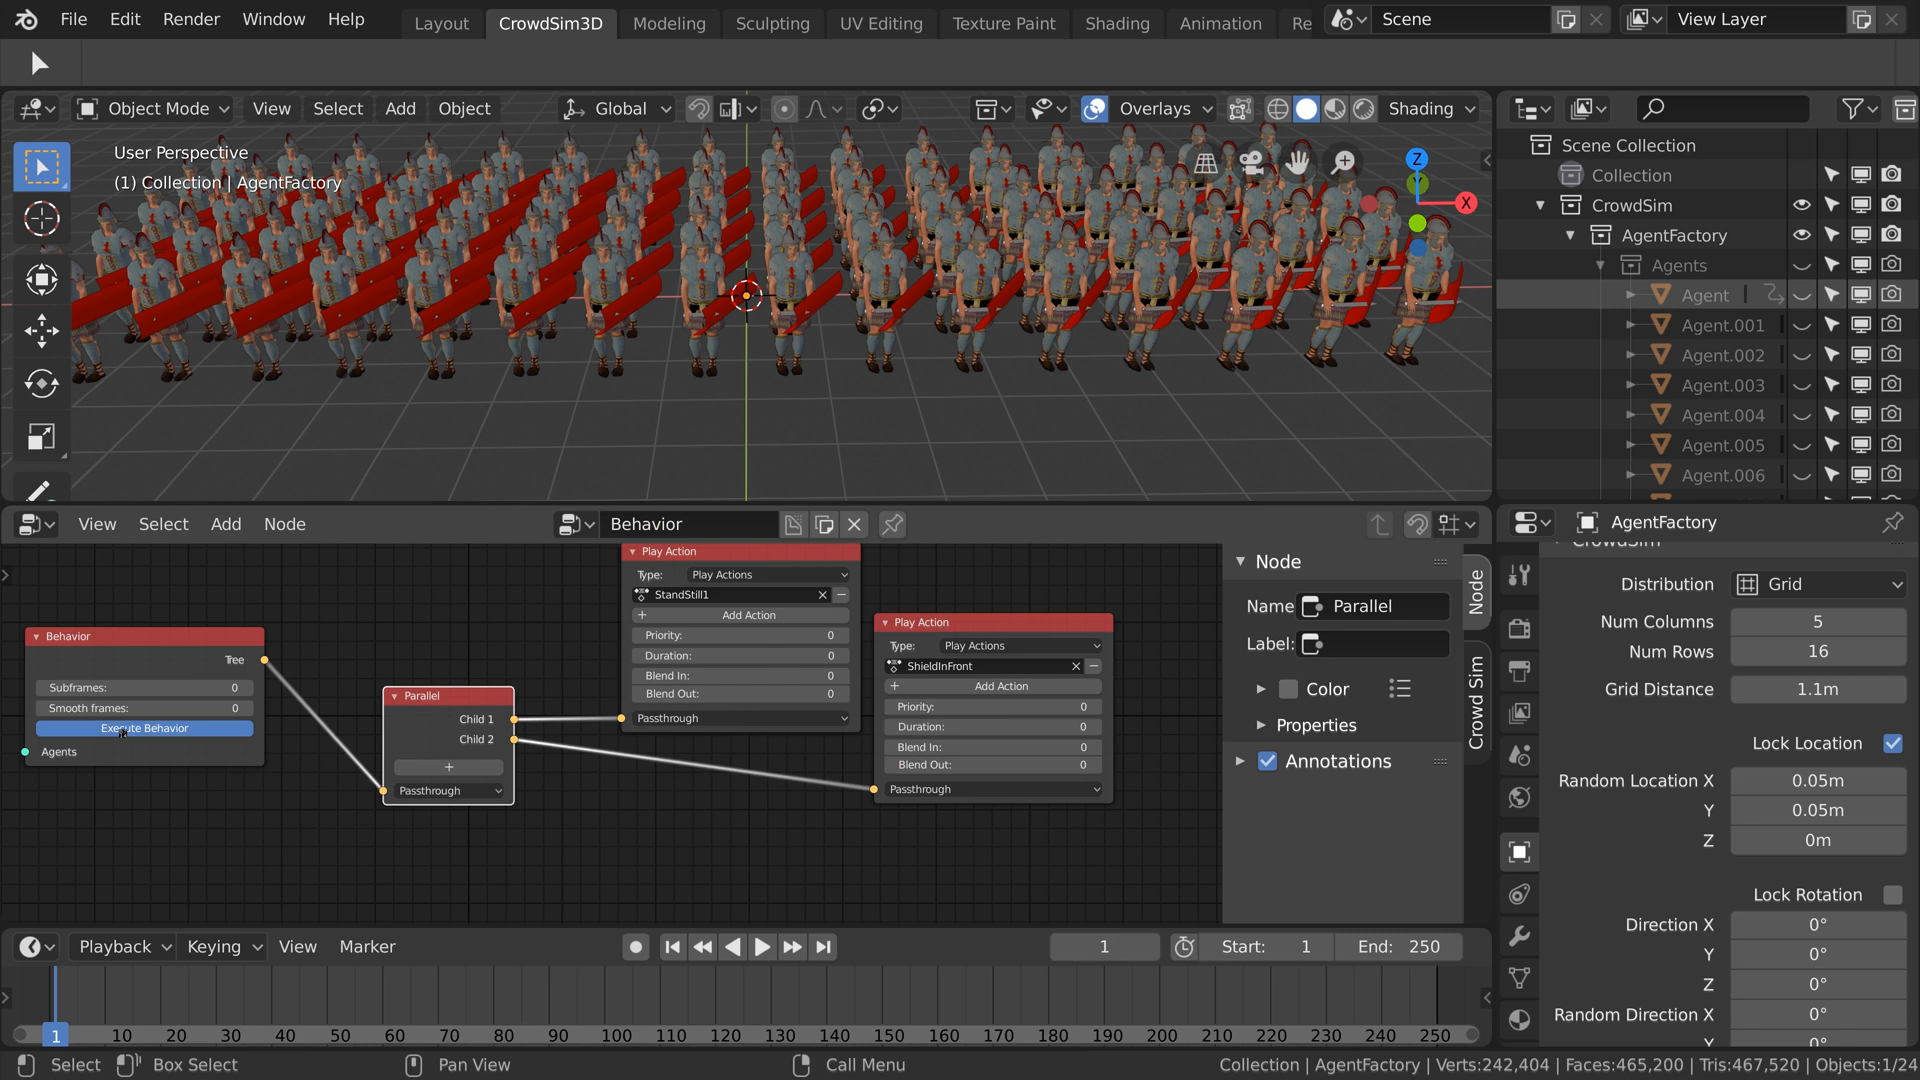 File Edit Render Window Help Layout CrowdSim3D Modeling Sculpting UV Editing Texture Paint Shading Animation Re Scene View Layer
Object Mode View Select Add Object Global Overlays Shading
User Perspective
(1) Collection | AgentFactory
Z
X
Scene Collection
Collection
CrowdSim
AgentFactory
Agents
Agent
Agent.001
Agent.002
Agent.003
Agent.004
Agent.005
Agent.006
View Select Add Node Behavior
Behavior
Tree
Subframes: 0
Smooth frames: 0
Execute Behavior
Agents
Parallel
Child 1
Child 2
+
Passthrough
Play Action
Type: Play Actions
StandStill1
+ Add Action
Priority: 0
Duration: 0
Blend In: 0
Blend Out: 0
Passthrough
Play Action
Type: Play Actions
ShieldInFront
+ Add Action
Priority: 0
Duration: 0
Blend In: 0
Blend Out: 0
Passthrough
Node
Name Parallel
Label:
Color
Properties
Annotations
Node
Crowd Sim
AgentFactory
CrowdSim
Distribution Grid
Num Columns 5
Num Rows 16
Grid Distance 1.1m
Lock Location
Random Location X 0.05m
Y 0.05m
Z 0m
Lock Rotation
Direction X 0°
Y 0°
Z 0°
Random Direction X 0°
Y 0°
Playback Keying View Marker 1 Start: 1 End: 250
1 10 20 30 40 50 60 70 80 90 100 110 120 130 140 150 160 170 180 190 200 210 220 230 240 250
Select Box Select Pan View Call Menu Collection | AgentFactory | Verts:242,404 | Faces:465,200 | Tris:467,520 | Objects:1/24